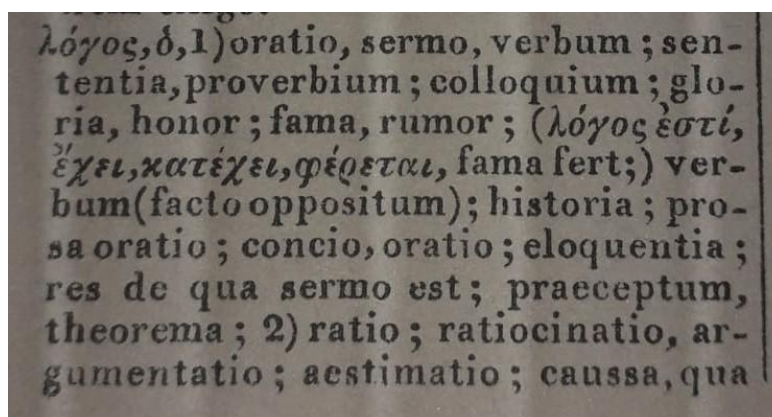 λόγος, ὁ, 1) oratio, sermo, verbum; sen-
tentia, proverbium; colloquium; glo-
ria, honor; fama, rumor; (λόγος ἐστί,
ἔχει, κατέχει, φέρεται, fama fert;) ver-
bum (facto oppositum); historia; pro-
sa oratio; concio, oratio; eloquentia;
res de qua sermo est; praeceptum,
theorema; 2) ratio; ratiocinatio, ar-
gumentatio; aestimatio; caussa, qua